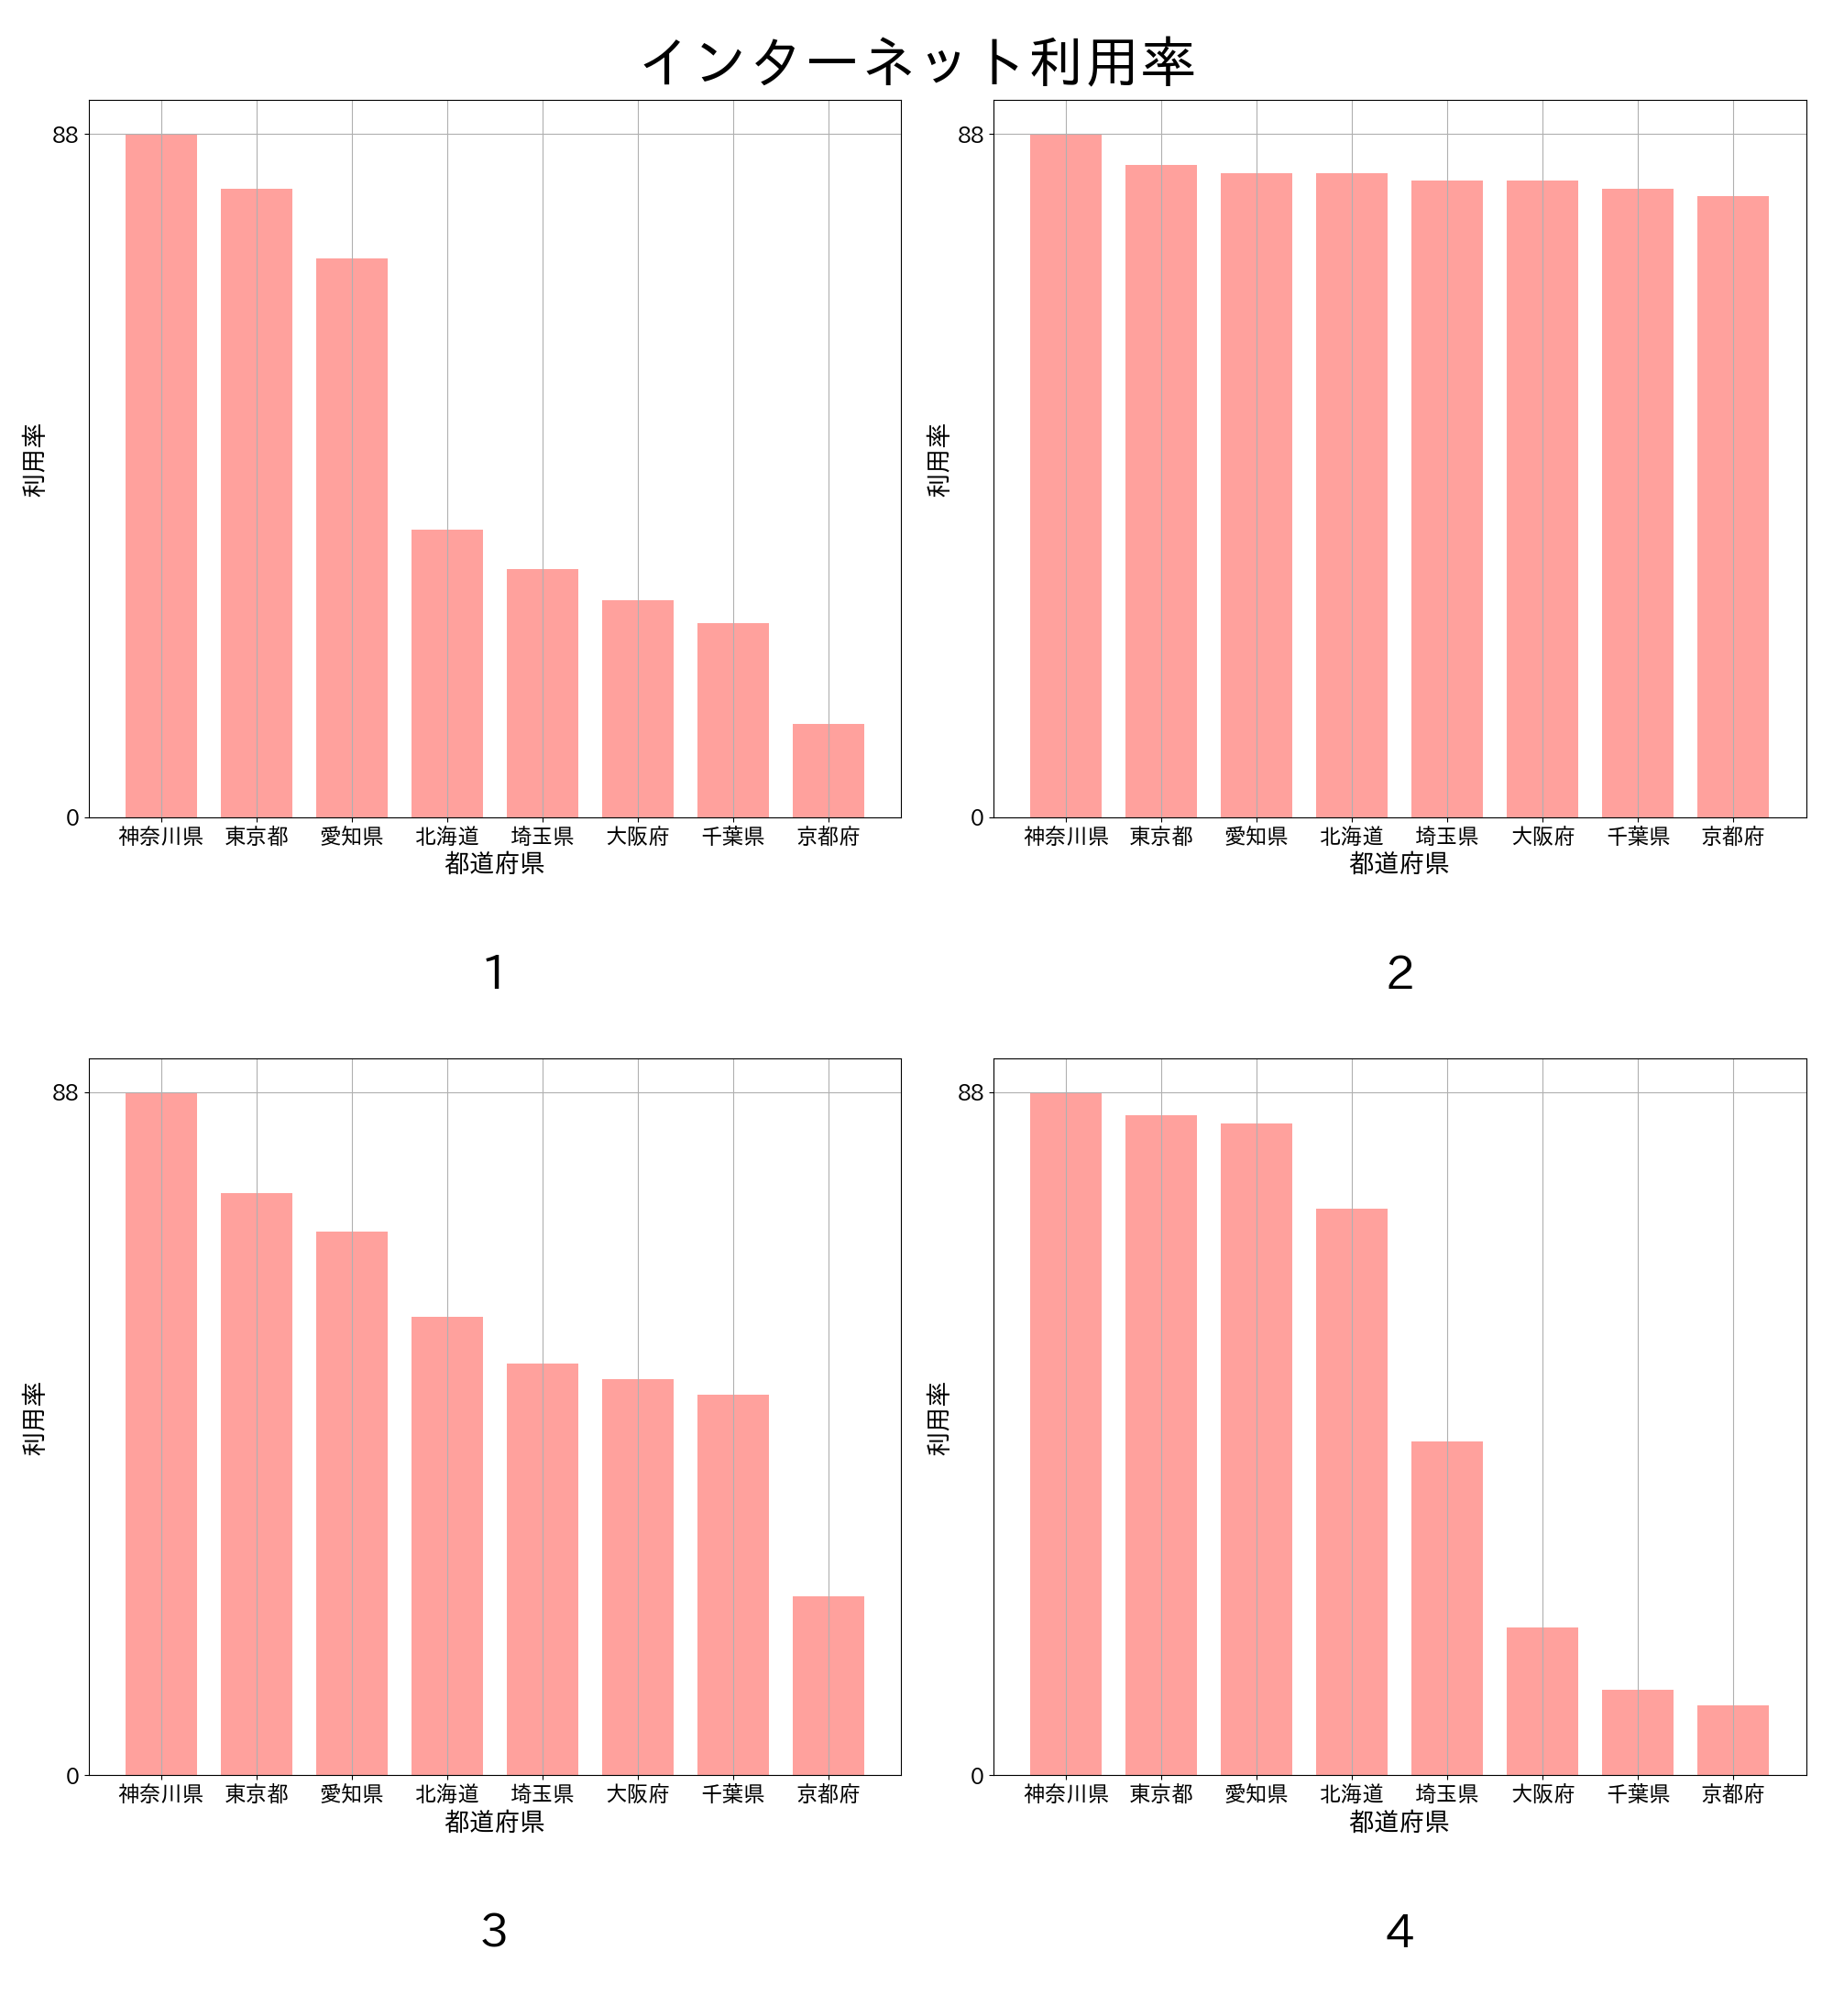 インターネット利用率
88
0
利用率
神奈川県 東京都 愛知県 北海道 埼玉県 大阪府 千葉県 京都府
都道府県
1
88
0
利用率
神奈川県 東京都 愛知県 北海道 埼玉県 大阪府 千葉県 京都府
都道府県
2
88
0
利用率
神奈川県 東京都 愛知県 北海道 埼玉県 大阪府 千葉県 京都府
都道府県
3
88
0
利用率
神奈川県 東京都 愛知県 北海道 埼玉県 大阪府 千葉県 京都府
都道府県
4